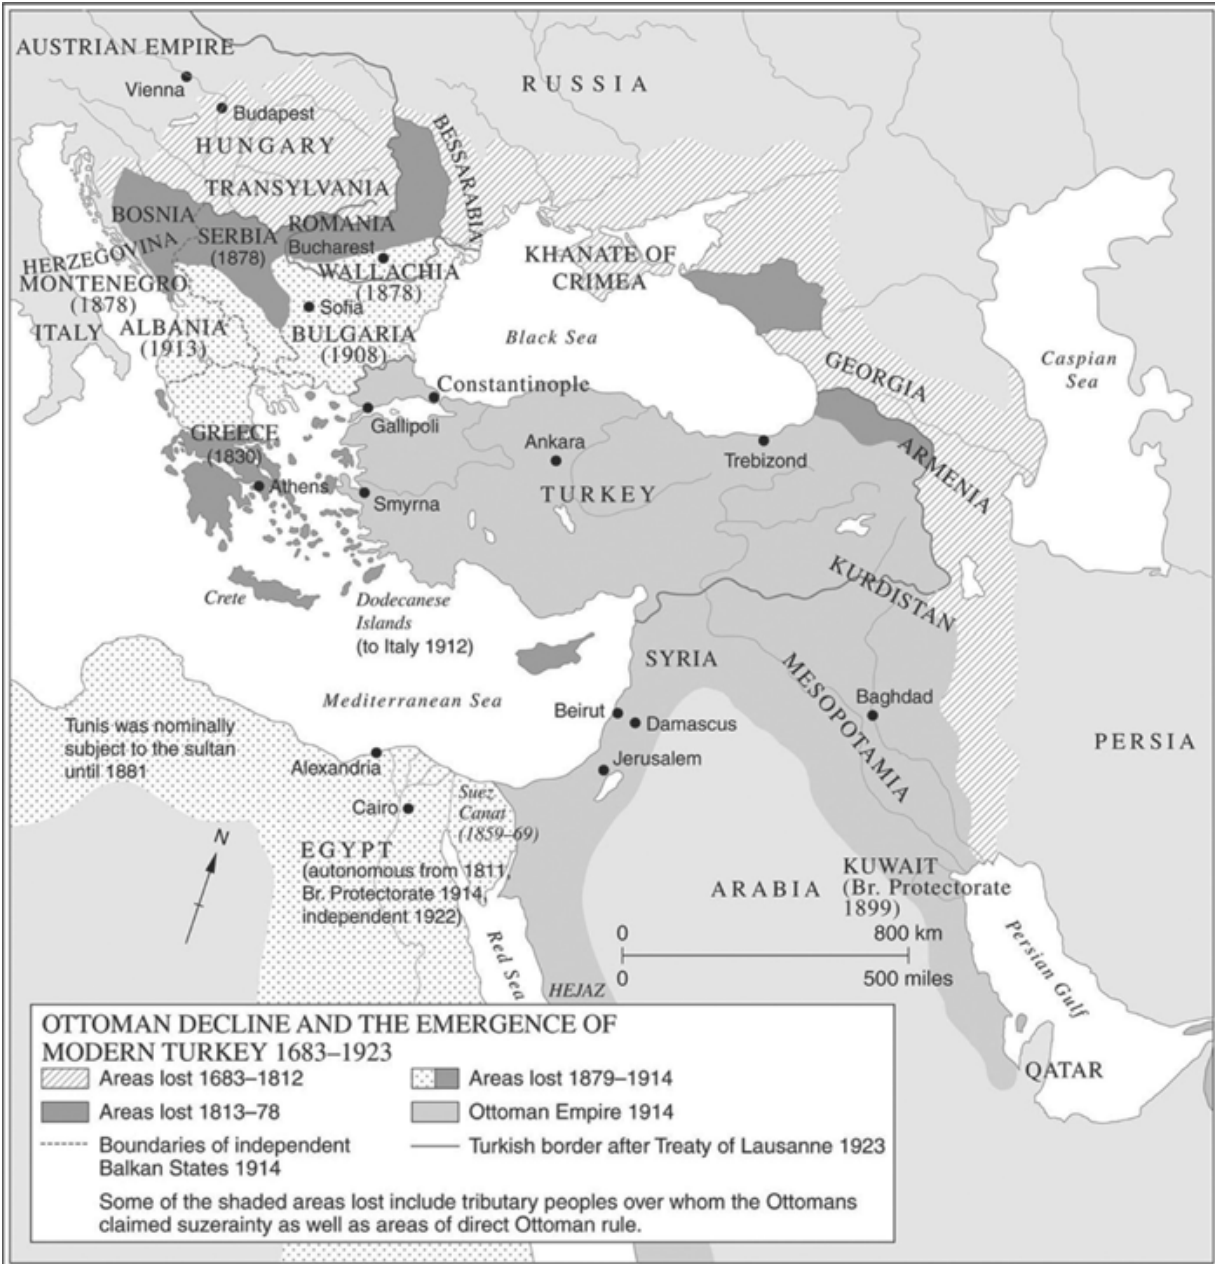 AUSTRIAN EMPIRE
Vienna
Budapest
HUNGARY
TRANSYLVANIA
RUSSIA
BESSARABIA
BOSNIA
HERZEGOVINA
MONTENEGRO
(1878)
SERBIA
(1878)
ROMANIA
Bucharest
WALLACHIA
(1878)
ITALY
ALBANIA
(1913)
Sofia
BULGARIA
(1908)
KHANATE OF
CRIMEA
Black Sea
GEORGIA
Caspian
Sea
Constantinople
Gallipoli
GREECE
(1830)
Athens
Smyrna
Ankara
TURKEY
Trebizond
ARMENIA
KURDISTAN
Crete
Dodecanese
Islands
(to Italy 1912)
SYRIA
MESOPOTAMIA
Baghdad
Mediterranean Sea
Beirut
Damascus
Jerusalem
PERSIA
Tunis was nominally
subject to the sultan
until 1881
Alexandria
Cairo
Suez
Canat
(1859–69)
N
EGYPT
(autonomous from 1811,
Br. Protectorate 1914,
independent 1922)
Red Sea
HEJAZ
ARABIA
KUWAIT
(Br. Protectorate
1899)
0 800 km
0 500 miles
Persian Gulf
QATAR
OTTOMAN DECLINE AND THE EMERGENCE OF
MODERN TURKEY 1683–1923
Areas lost 1683–1812
Areas lost 1879–1914
Areas lost 1813–78
Ottoman Empire 1914
Boundaries of independent
Balkan States 1914
Turkish border after Treaty of Lausanne 1923
Some of the shaded areas lost include tributary peoples over whom the Ottomans
claimed suzerainty as well as areas of direct Ottoman rule.